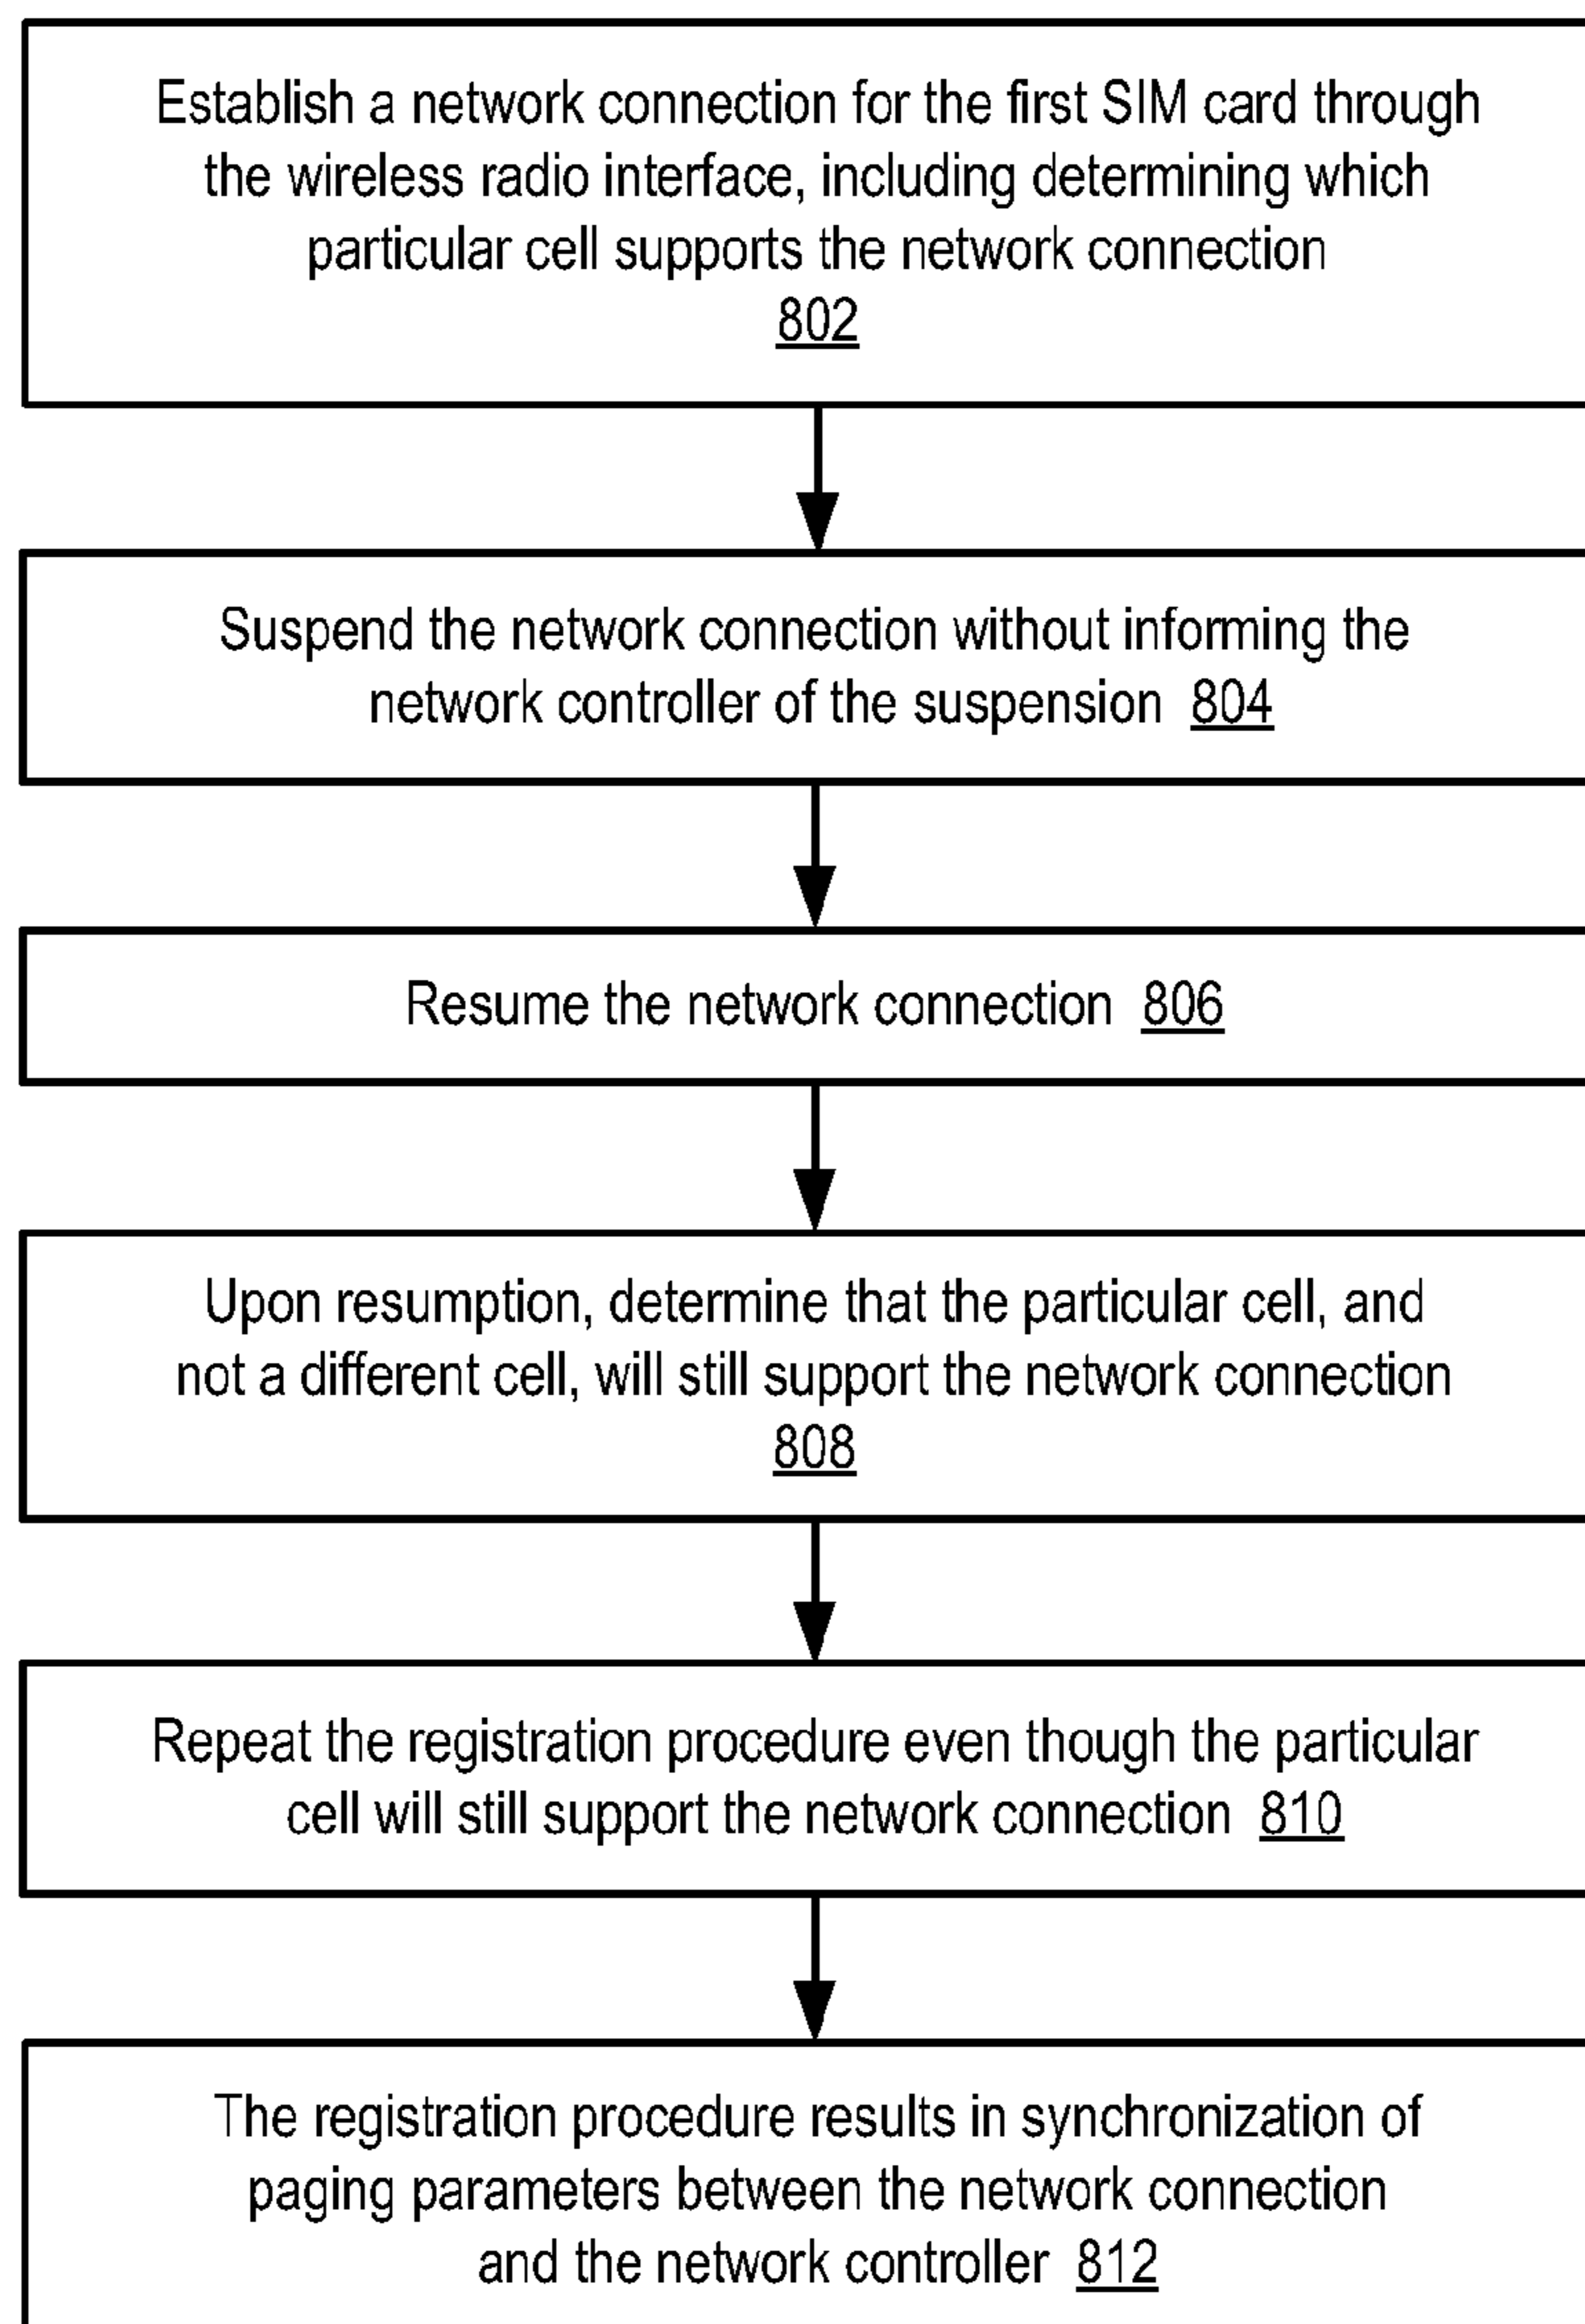 Establish a network connection for the first SIM card through
the wireless radio interface, including determining which
particular cell supports the network connection
802
Suspend the network connection without informing the
network controller of the suspension 804
Resume the network connection 806
Upon resumption, determine that the particular cell, and
not a different cell, will still support the network connection
808
Repeat the registration procedure even though the particular
cell will still support the network connection 810
The registration procedure results in synchronization of
paging parameters between the network connection
and the network controller 812